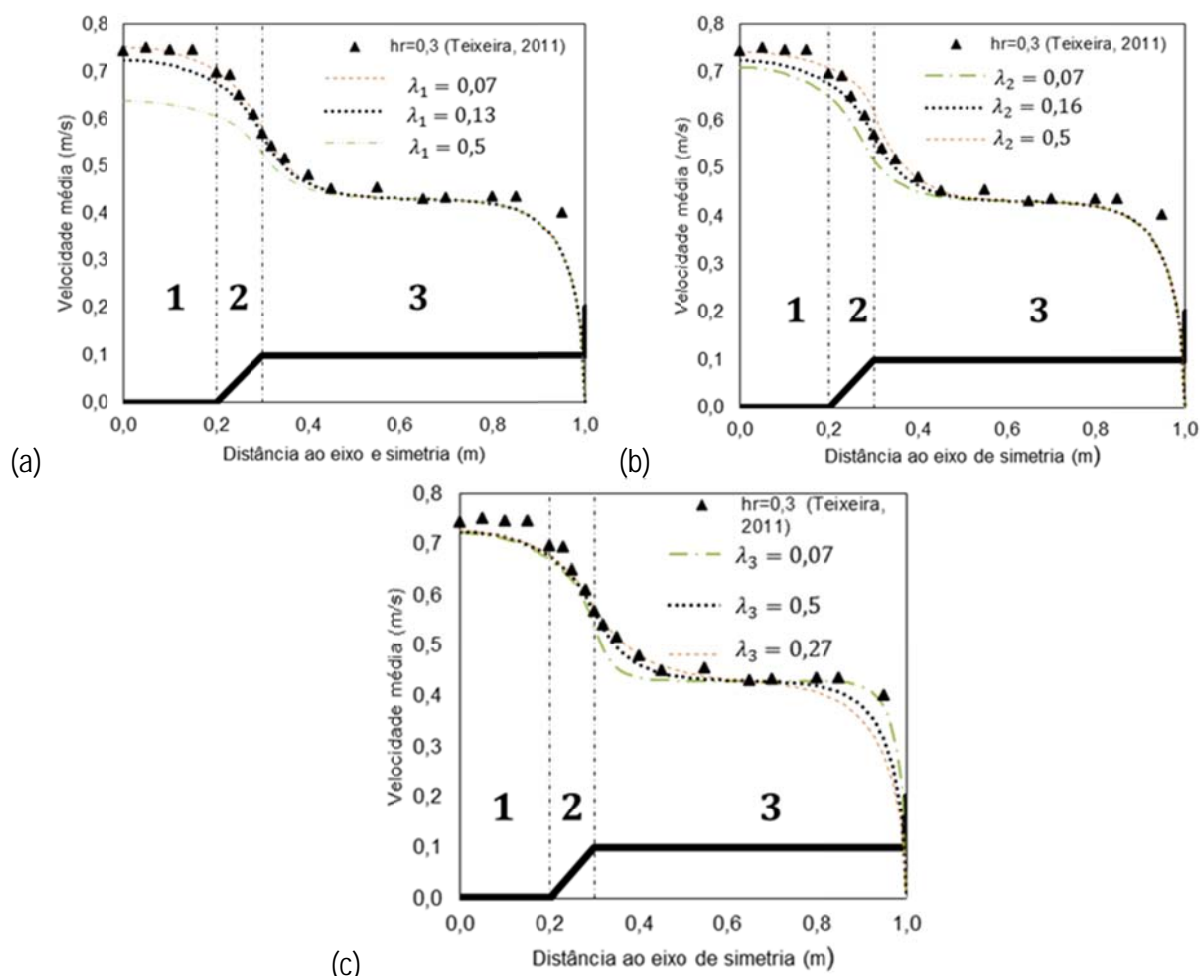 0,8
0,7
0,6
0,5
0,4
0,3
0,2
0,1
0,0
Velocidade média (m/s)
hr=0,3 (Teixeira, 2011)
λ₁ = 0,07
λ₁ = 0,13
λ₁ = 0,5
1 2 3
0,0 0,2 0,4 0,6 0,8 1,0
Distância ao eixo e simetria (m)
(a)
0,8
0,7
0,6
0,5
0,4
0,3
0,2
0,1
0,0
Velocidade média (m/s)
hr=0,3 (Teixeira, 2011)
λ₂ = 0,07
λ₂ = 0,16
λ₂ = 0,5
1 2 3
0,0 0,2 0,4 0,6 0,8 1,0
Distância ao eixo de simetria (m)
(b)
0,8
0,7
0,6
0,5
0,4
0,3
0,2
0,1
0,0
Velocidade média (m/s)
hr=0,3 (Teixeira,
2011)
λ₃ = 0,07
λ₃ = 0,5
λ₃ = 0,27
1 2 3
0,0 0,2 0,4 0,6 0,8 1,0
Distância ao eixo de simetria (m)
(c)